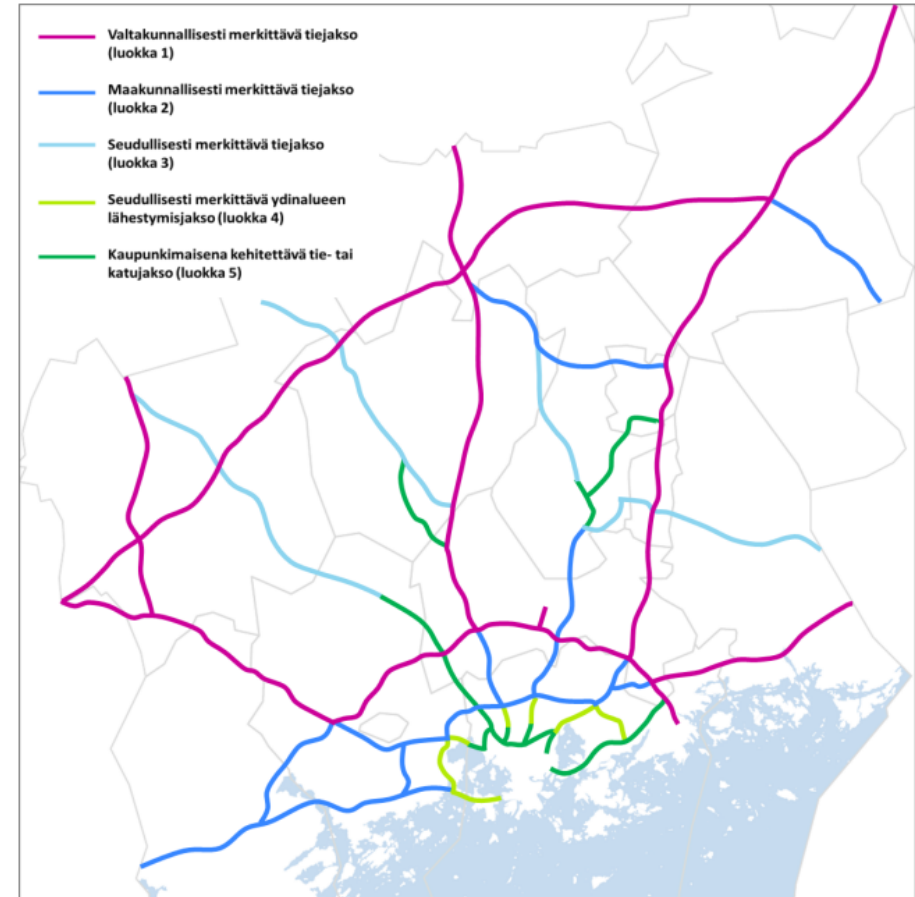 Valtakunnallisesti merkittävä tiejakso
(luokka 1)
Maakunnallisesti merkittävä tiejakso
(luokka 2)
Seudullisesti merkittävä tiejakso
(luokka 3)
Seudullisesti merkittävä ydinalueen
lähestymisjakso (luokka 4)
Kaupunkimaisena kehitettävä tie- tai
katujakso (luokka 5)